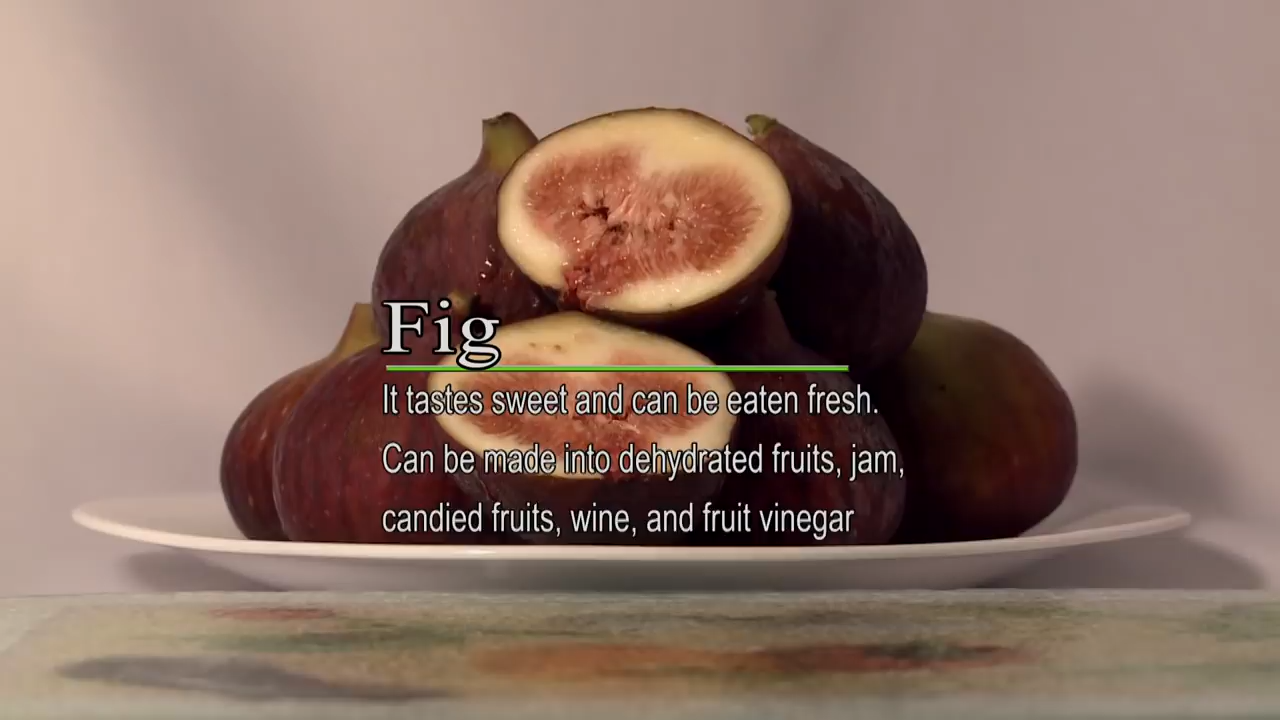 Fig
It tastes sweet and can be eaten fresh.
Can be made into dehydrated fruits, jam,
candied fruits, wine, and fruit vinegar